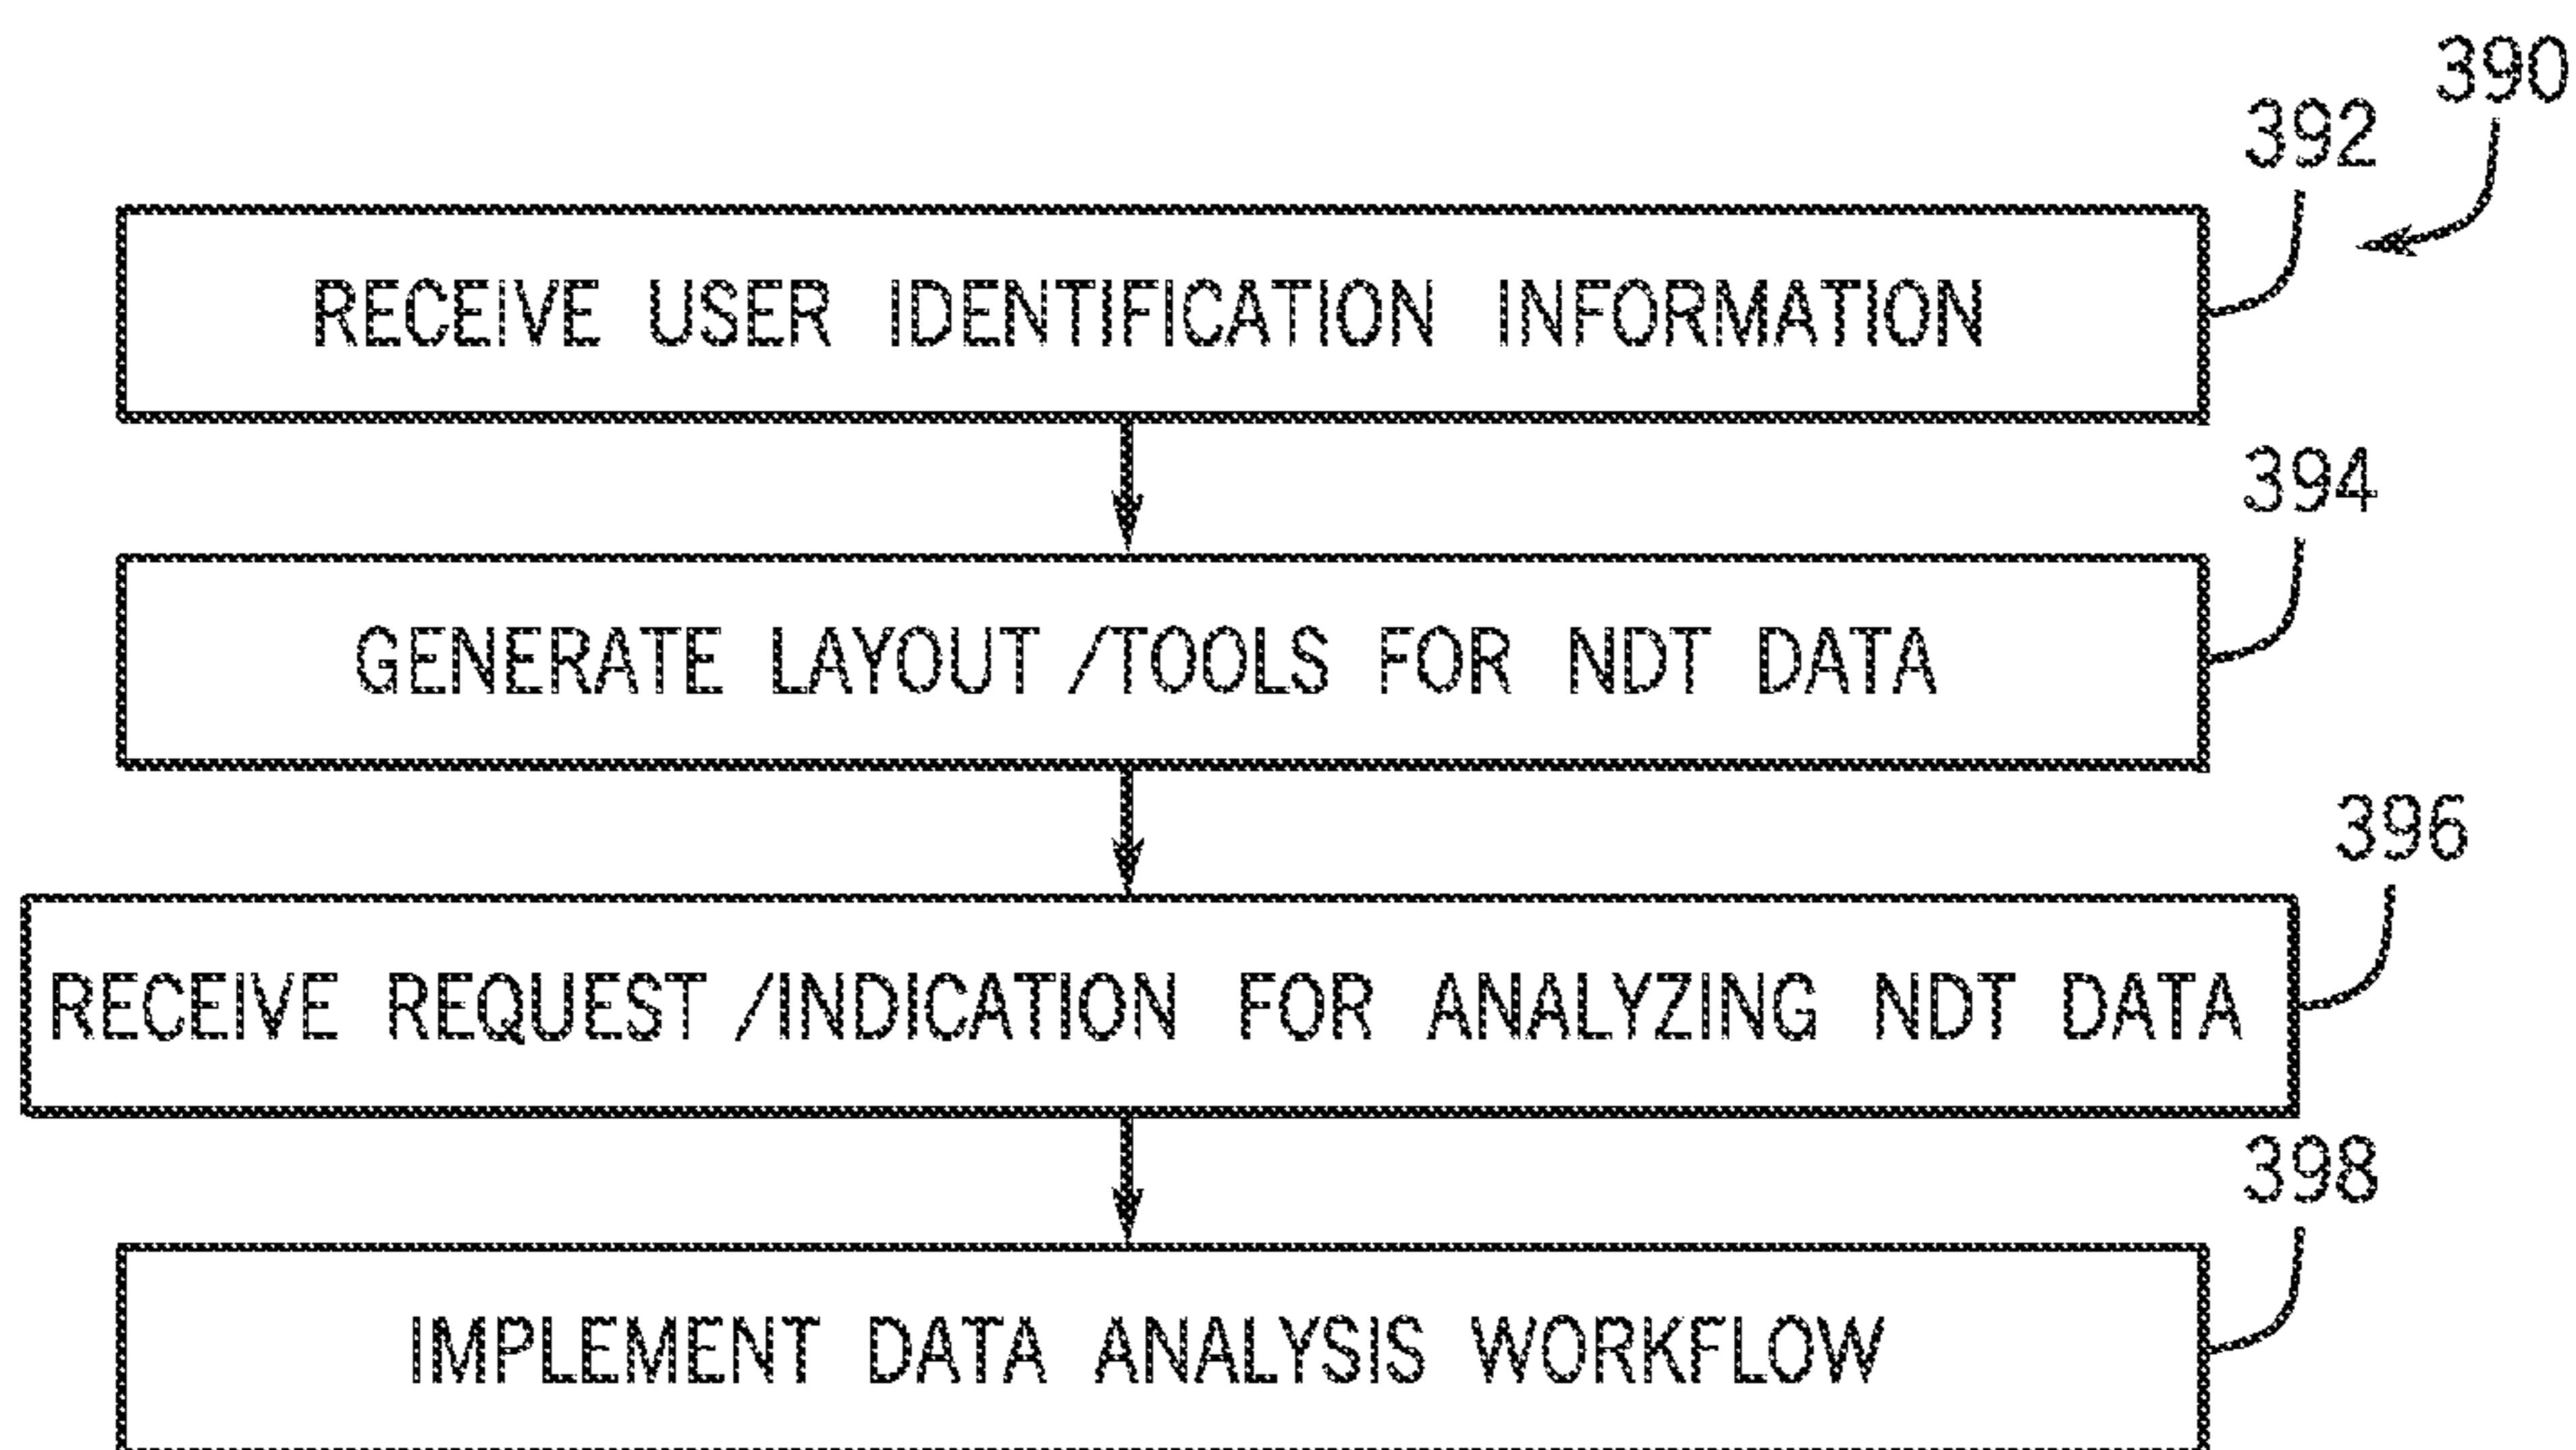 390
392
RECEIVE USER IDENTIFICATION INFORMATION
394
GENERATE LAYOUT /TOOLS FOR NDT DATA
396
RECEIVE REQUEST /INDICATION FOR ANALYZING NDT DATA
398
IMPLEMENT DATA ANALYSIS WORKFLOW